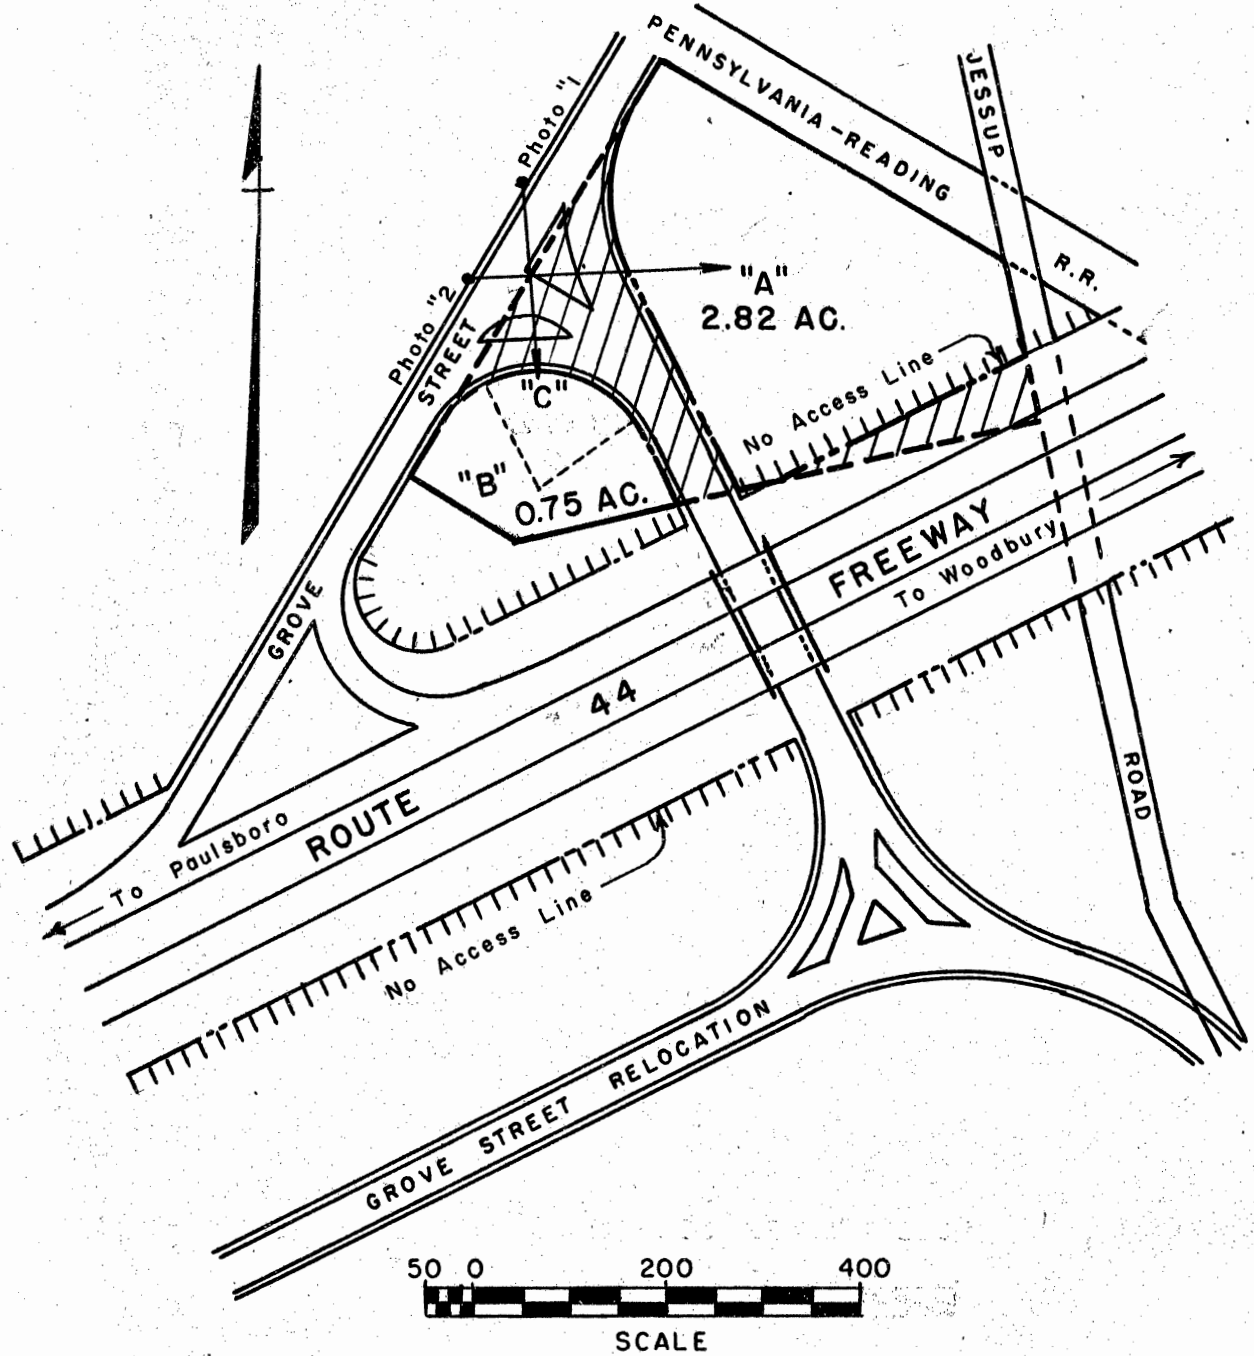 PENNSYLVANIA-READING
R.R.
JESSUP
Photo "1
Photo "2
STREET
"A"
2.82 AC.
No Access Line
"C"
"B"
0.75 AC.
FREEWAY
To Woodbury
GROVE
44
ROUTE
To Paulsboro
No Access Line
ROAD
GROVE STREET RELOCATION
50 0 200 400
SCALE